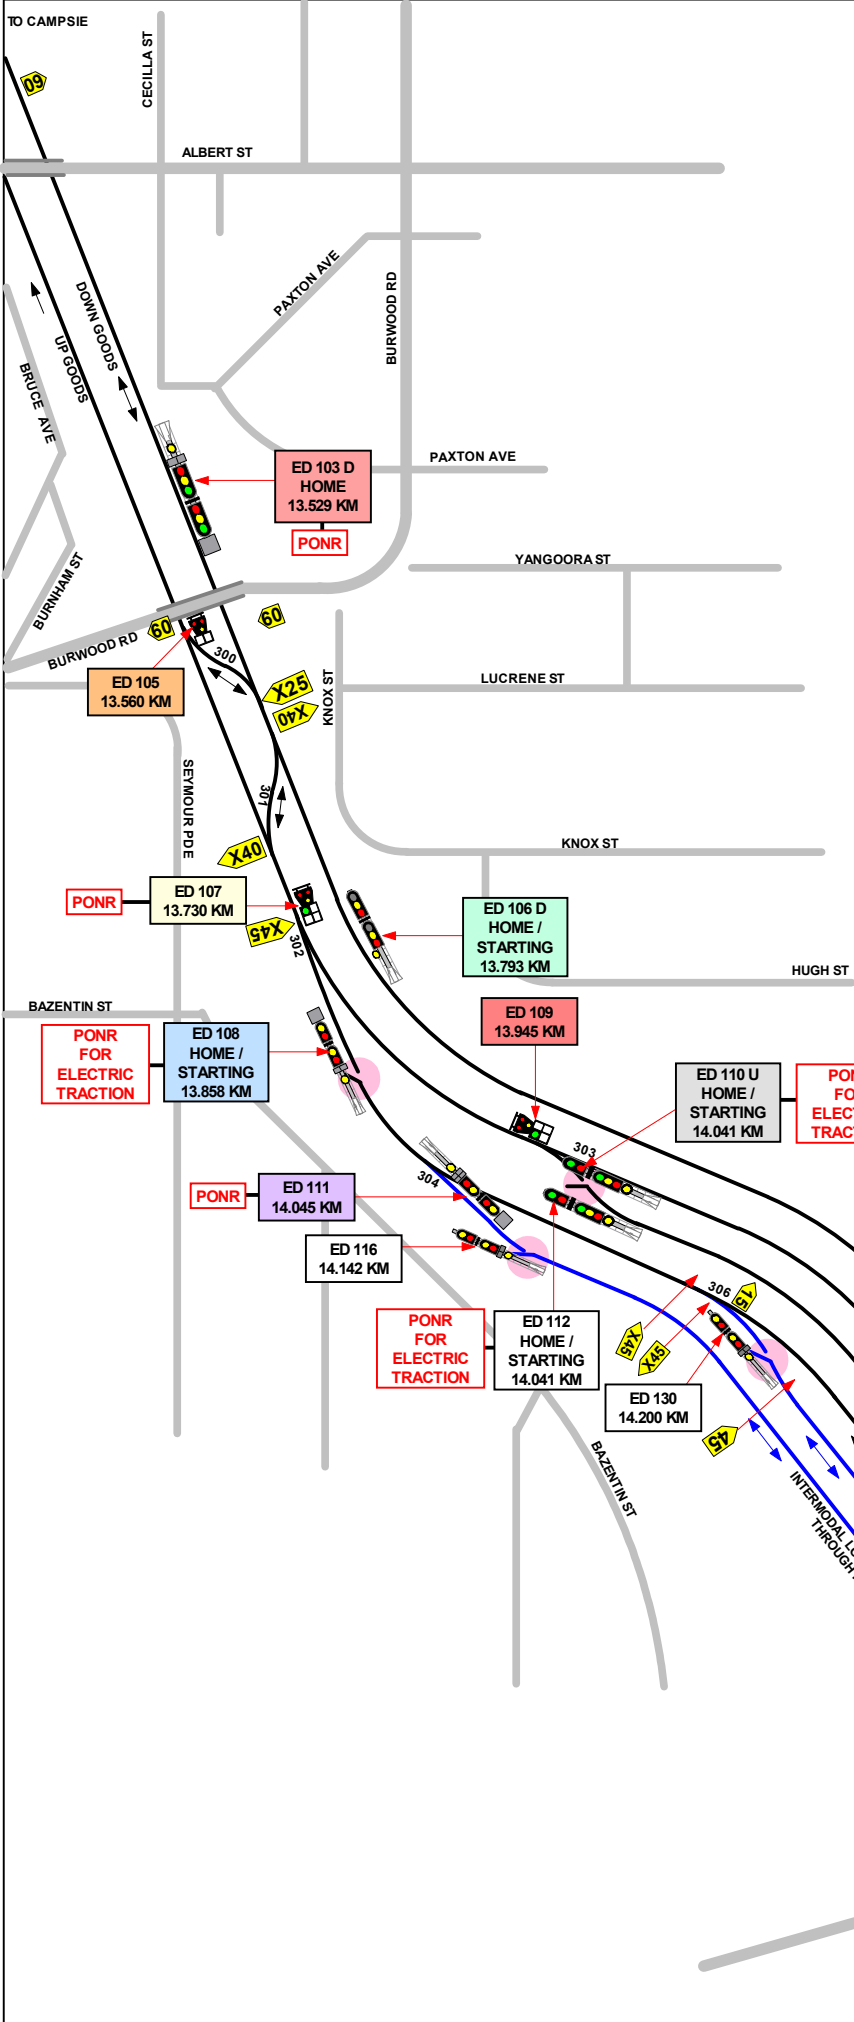 TO CAMPSIE
60
CECILLA ST
ALBERT ST
PAXTON AVE
BURWOOD RD
DOWN GOODS
UP GOODS
BRUCE AVE
ED 103 D
HOME
13.529 KM
PONR
PAXTON AVE
YANGOORA ST
BURNHAM ST
60
60
BURWOOD RD
300
ED 105
13.560 KM
X25
X40
KNOX ST
LUCRENE ST
SEYMOUR PDE
301
X40
KNOX ST
PONR
ED 107
13.730 KM
X45
302
ED 106 D
HOME /
STARTING
13.793 KM
HUGH ST
BAZENTIN ST
ED 109
13.945 KM
PONR
FOR
ELECTRIC
TRACTION
ED 108
HOME /
STARTING
13.858 KM
ED 110 U
HOME /
STARTING
14.041 KM
303
304
PONR
ED 111
14.045 KM
ED 116
14.142 KM
306
15
PONR
FOR
ELECTRIC
TRACTION
ED 112
HOME /
STARTING
14.041 KM
X45
X45
ED 130
14.200 KM
45
BAZENTIN ST
INTERMODAL
THROUGH